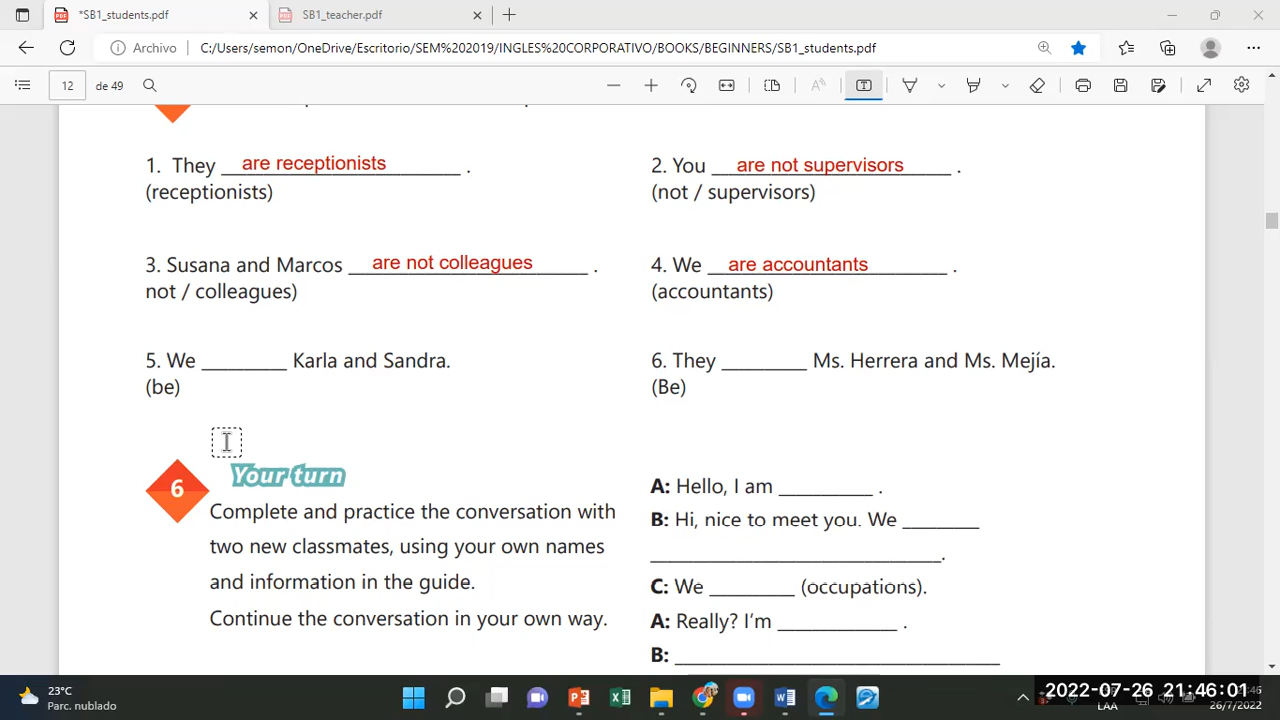 *SB1_students.pdf
SB1_teacher.pdf
Archivo
C:/Users/semon/OneDrive/Escritorio/SEM%202019/INGLES%20CORPORATIVO/BOOKS/BEGINNERS/SB1_students.pdf
12 de 49
1. They are receptionists .
(receptionists)
2. You are not supervisors .
(not / supervisors)
3. Susana and Marcos are not colleagues .
not / colleagues)
4. We are accountants .
(accountants)
5. We ________ Karla and Sandra.
(be)
6. They ________ Ms. Herrera and Ms. Mejía.
(Be)
6 Your turn
Complete and practice the conversation with
two new classmates, using your own names
and information in the guide.
Continue the conversation in your own way.
A: Hello, I am _________ .
B: Hi, nice to meet you. We _______
____________________________.
C: We ________ (occupations).
A: Really? I'm ___________ .
B: ______________________________
23°C
Parc. nublado
LAA
2022-07-26 21:46:01
26/7/2022